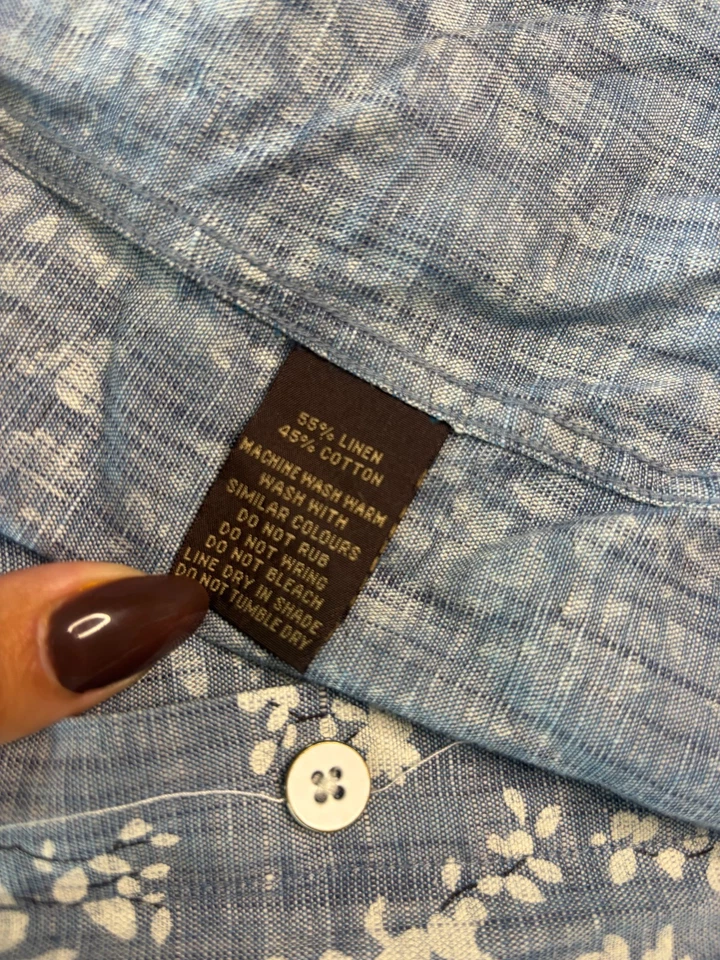 55% LINEN
45% COTTON
MACHINE WASH WARM
WASH WITH
SIMILAR COLOURS
DO NOT RUB
DO NOT WRING
DO NOT BLEACH
LINE DRY IN SHADE
DO NOT TUMBLE DRY